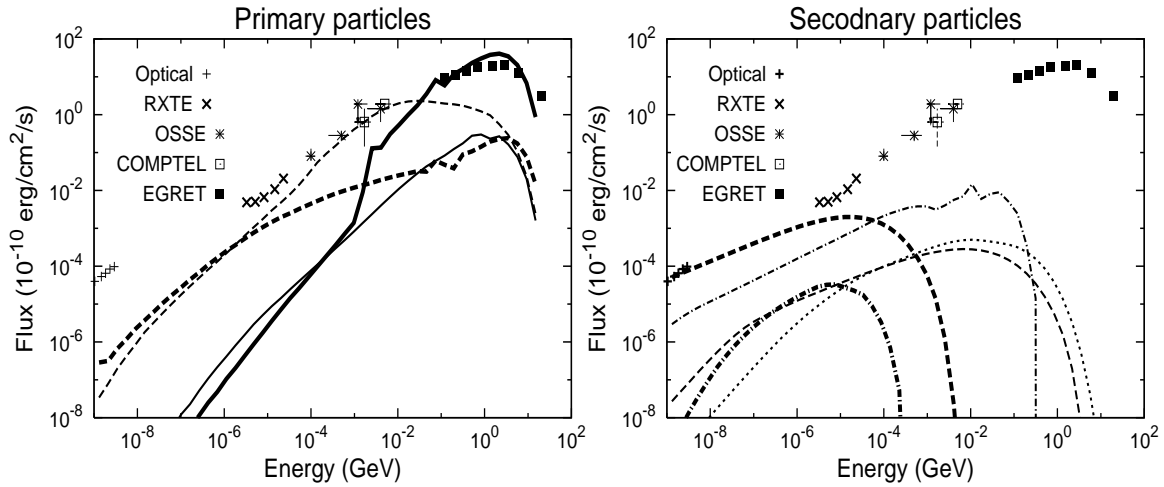 Primary particles
Secodnary particles
Flux (10^-10 erg/cm^2/s)
10^2
10^0
10^-2
10^-4
10^-6
10^-8
Optical
RXTE
OSSE
COMPTEL
EGRET
10^-8
10^-6
10^-4
10^-2
10^0
10^2
Energy (GeV)
Flux (10^-10 erg/cm^2/s)
10^2
10^0
10^-2
10^-4
10^-6
10^-8
Optical
RXTE
OSSE
COMPTEL
EGRET
10^-8
10^-6
10^-4
10^-2
10^0
10^2
Energy (GeV)